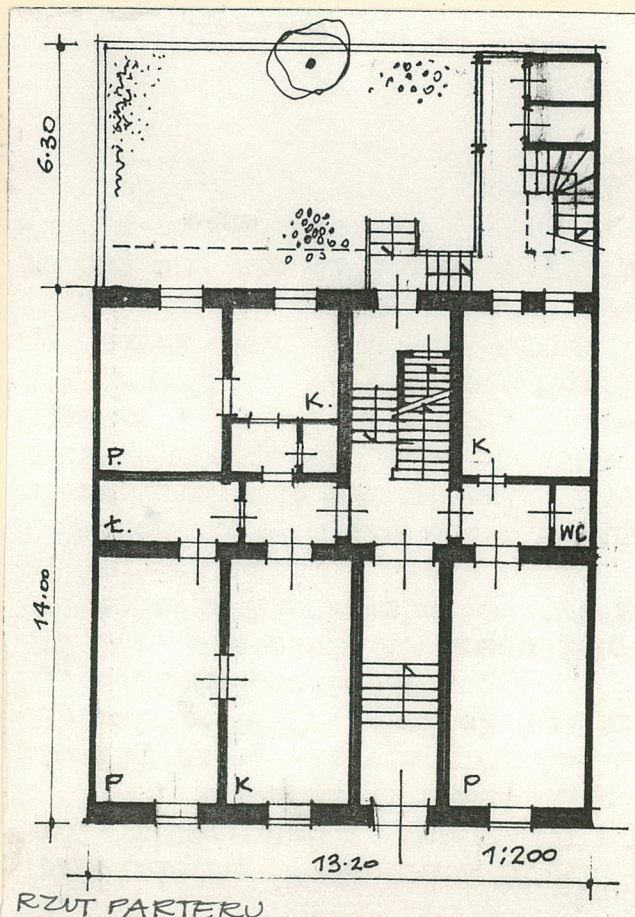 6.30
K.
P.
K
Ł.
WC
14.00
P
K
P
13.20
1:200
RZUT PARTERU